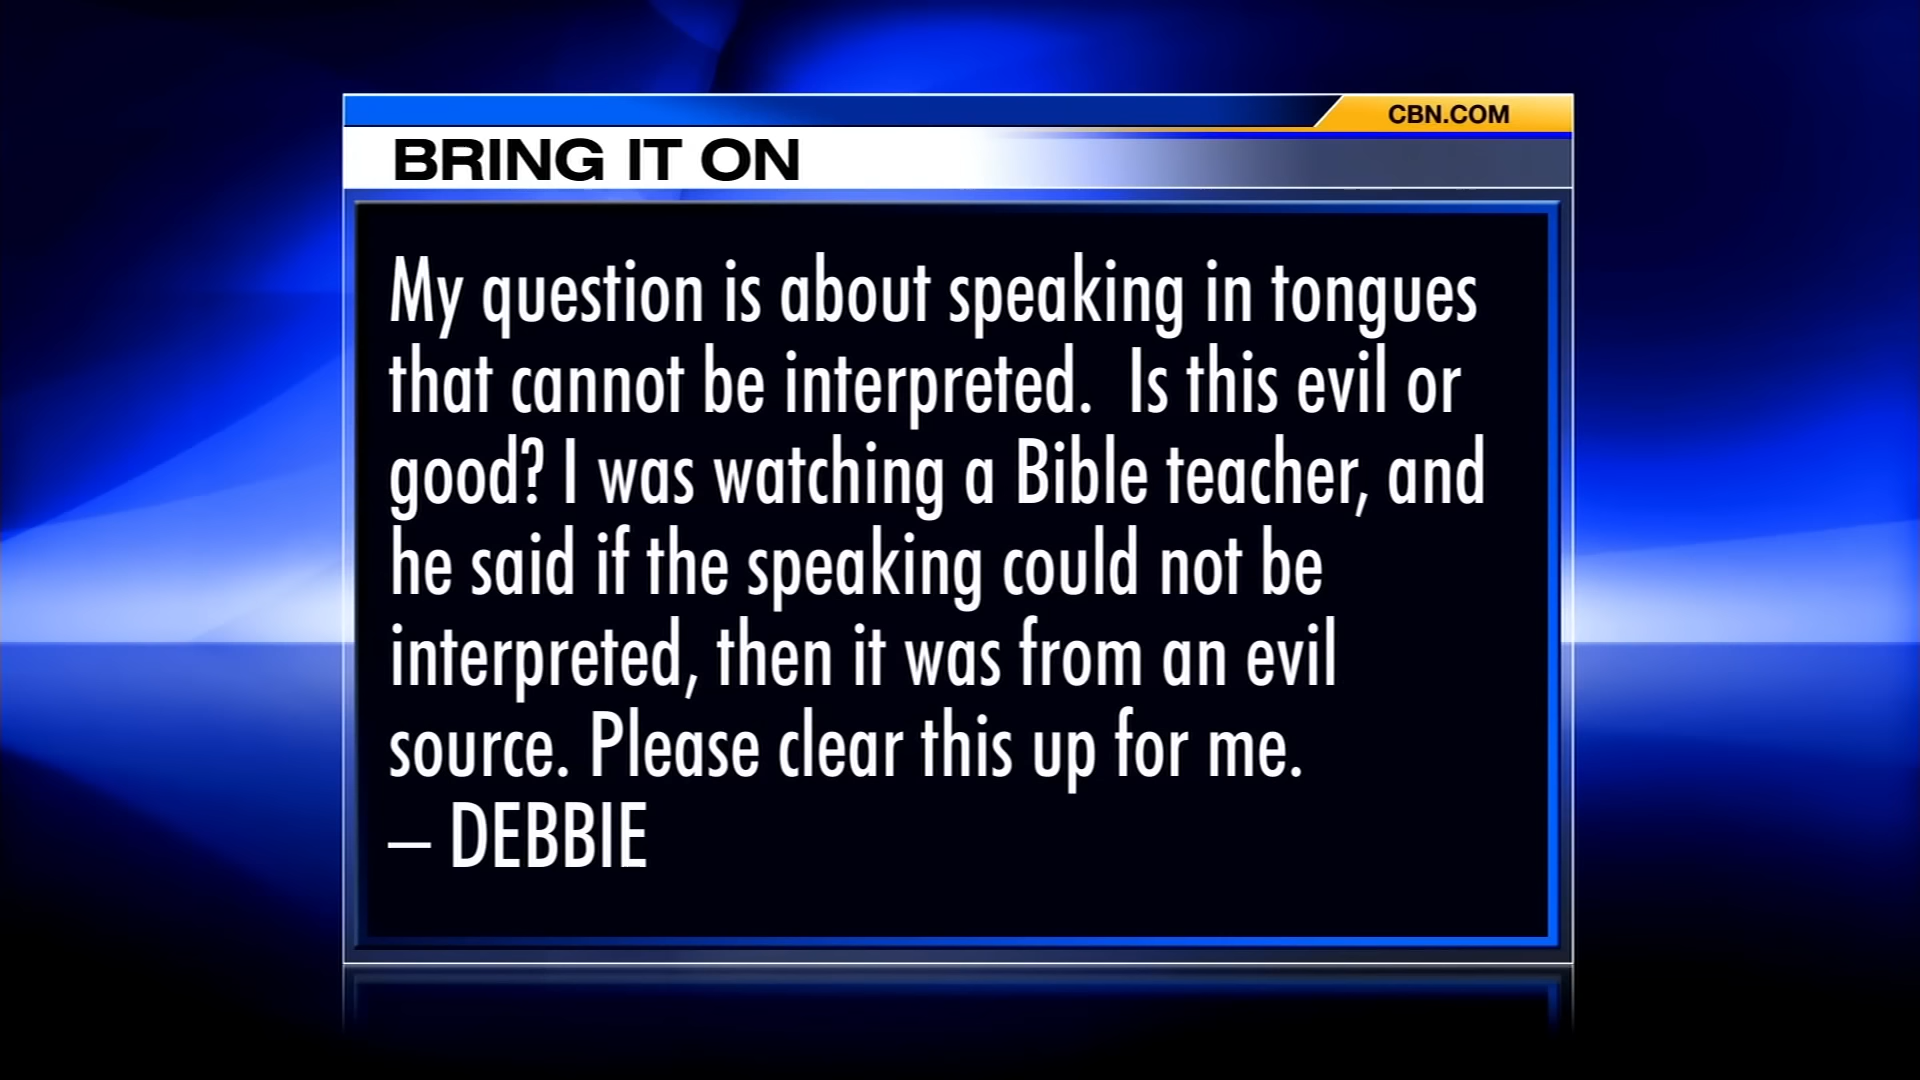 CBN.COM
BRING IT ON
My question is about speaking in tongues
that cannot be interpreted.  Is this evil or
good? I was watching a Bible teacher, and
he said if the speaking could not be
interpreted, then it was from an evil
source. Please clear this up for me.
– DEBBIE